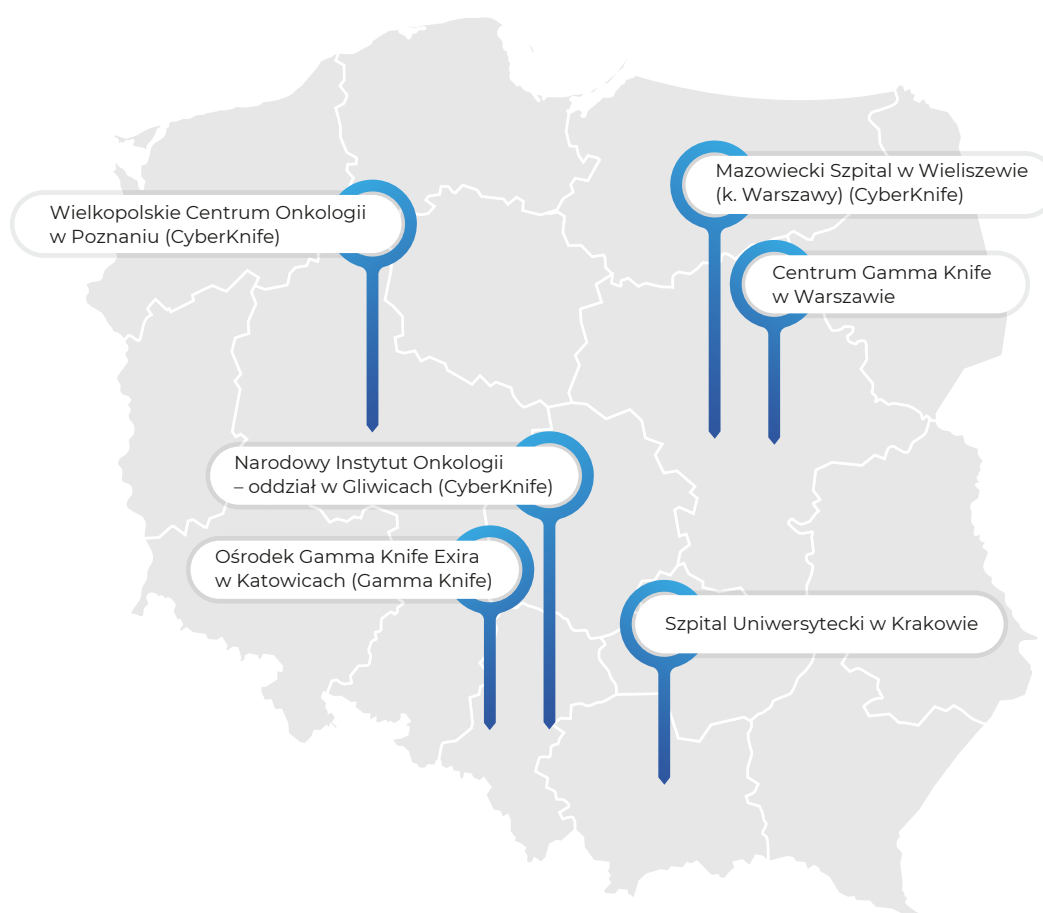 Mazowiecki Szpital w Wieliszewie
(k. Warszawy) (CyberKnife)
Wielkopolskie Centrum Onkologii
w Poznaniu (CyberKnife)
Centrum Gamma Knife
w Warszawie
Narodowy Instytut Onkologii
– oddział w Gliwicach (CyberKnife)
Ośrodek Gamma Knife Exira
w Katowicach (Gamma Knife)
Szpital Uniwersytecki w Krakowie